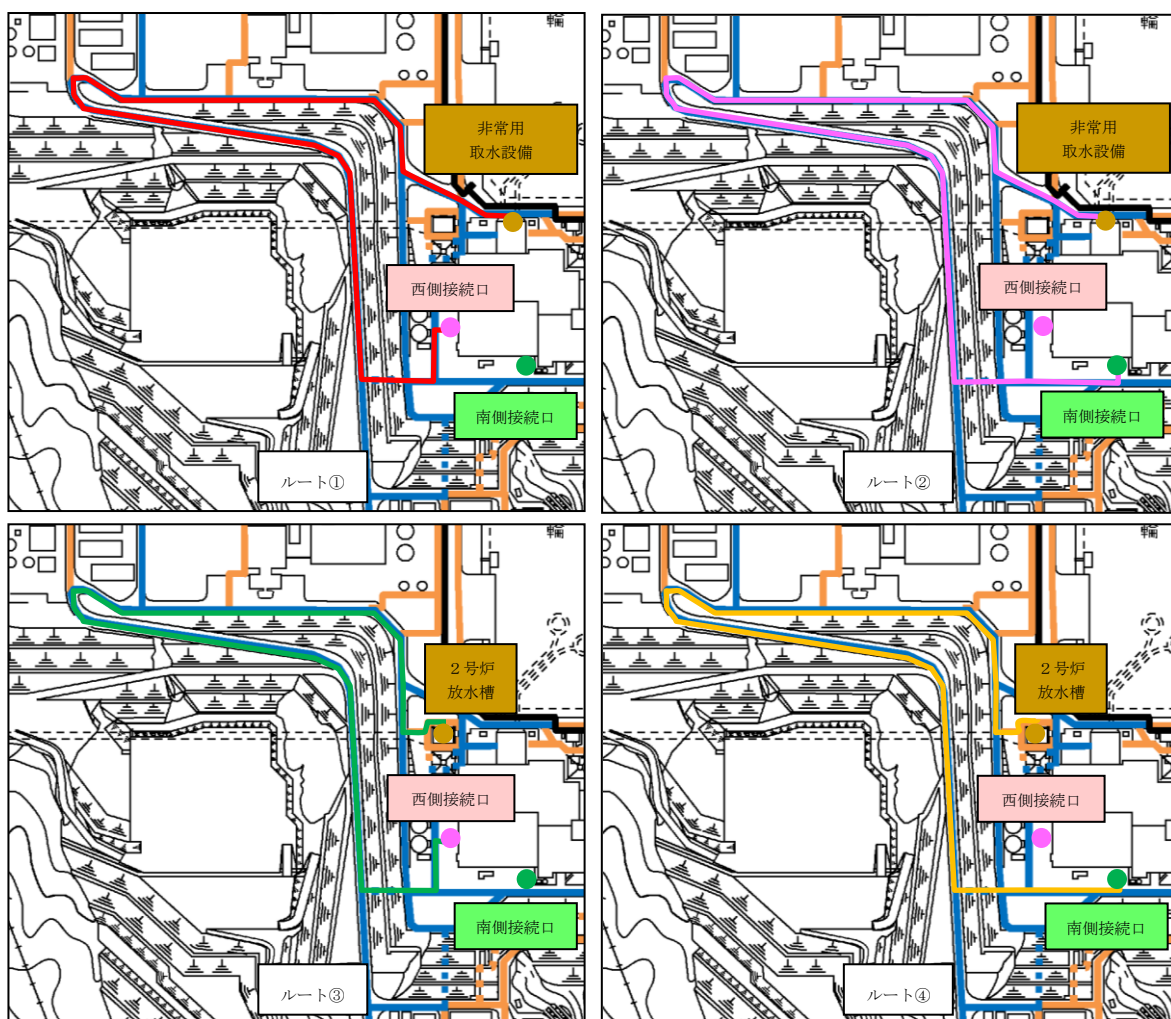 輪
非常用
取水設備
西側接続口
南側接続口
ルート①
輪
非常用
取水設備
西側接続口
南側接続口
ルート②
２号炉
放水槽
西側接続口
南側接続口
ルート③
２号炉
放水槽
西側接続口
南側接続口
ルート④